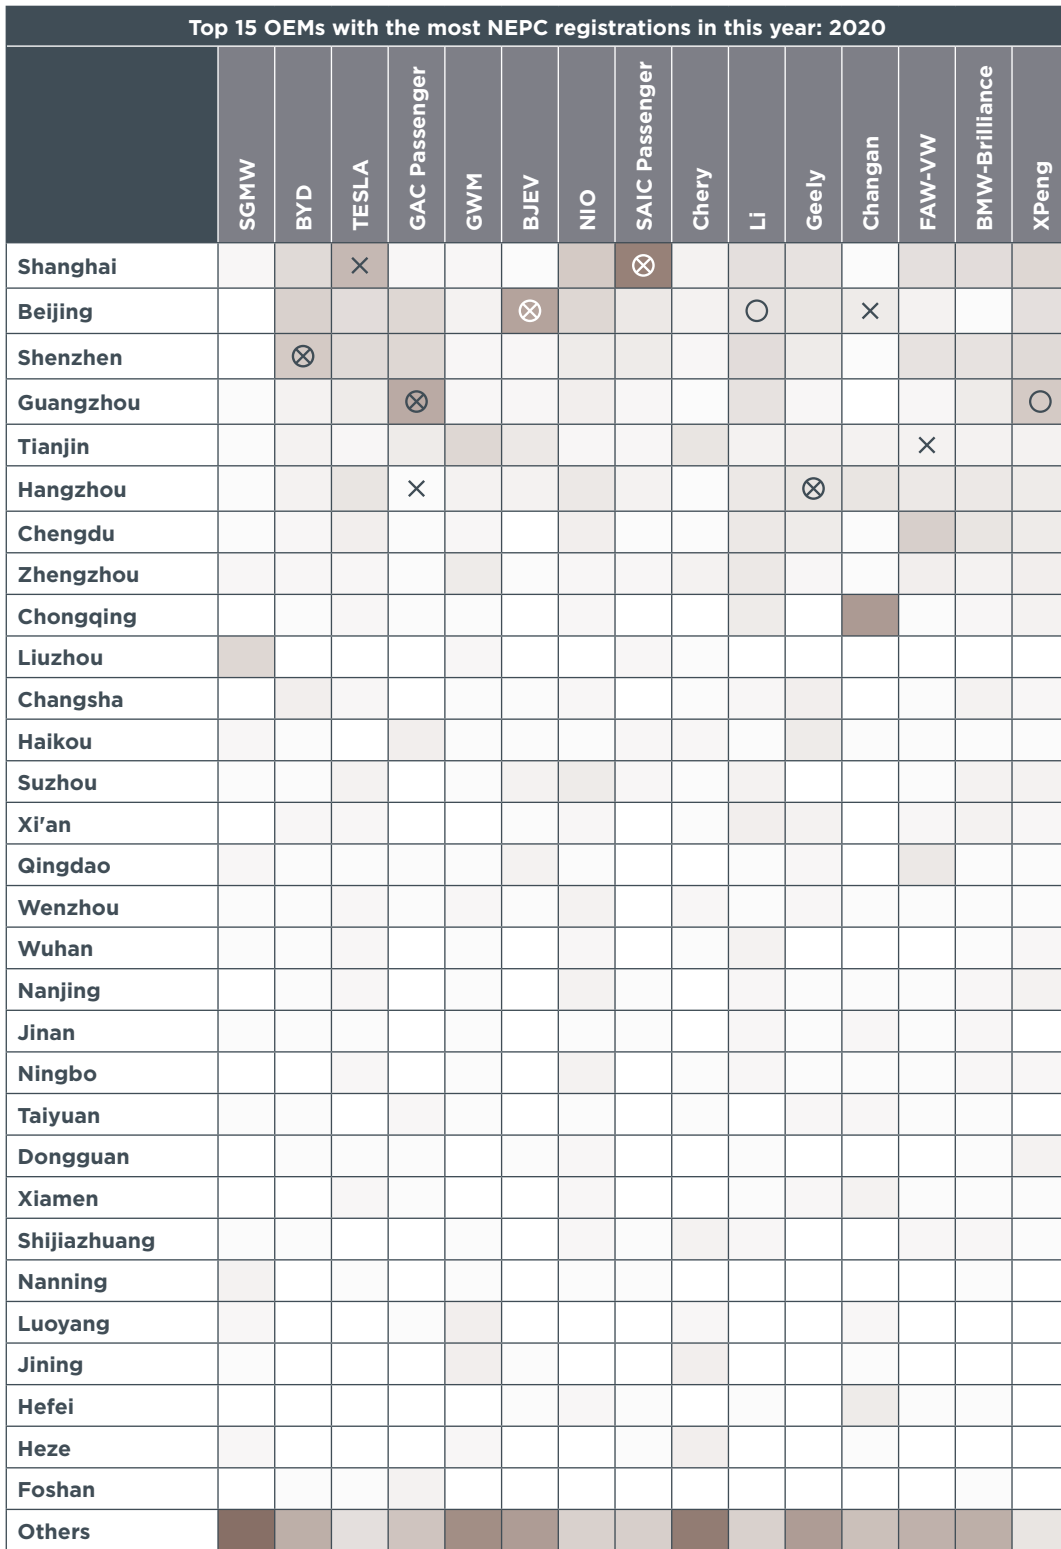 Top 15 OEMs with the most NEPC registrations in this year: 2020
SGMW
BYD
TESLA
GAC Passenger
GWM
BJEV
NIO
SAIC Passenger
Chery
Li
Geely
Changan
FAW-VW
BMW-Brilliance
XPeng
Shanghai
Beijing
Shenzhen
Guangzhou
Tianjin
Hangzhou
Chengdu
Zhengzhou
Chongqing
Liuzhou
Changsha
Haikou
Suzhou
Xi'an
Qingdao
Wenzhou
Wuhan
Nanjing
Jinan
Ningbo
Taiyuan
Dongguan
Xiamen
Shijiazhuang
Nanning
Luoyang
Jining
Hefei
Heze
Foshan
Others